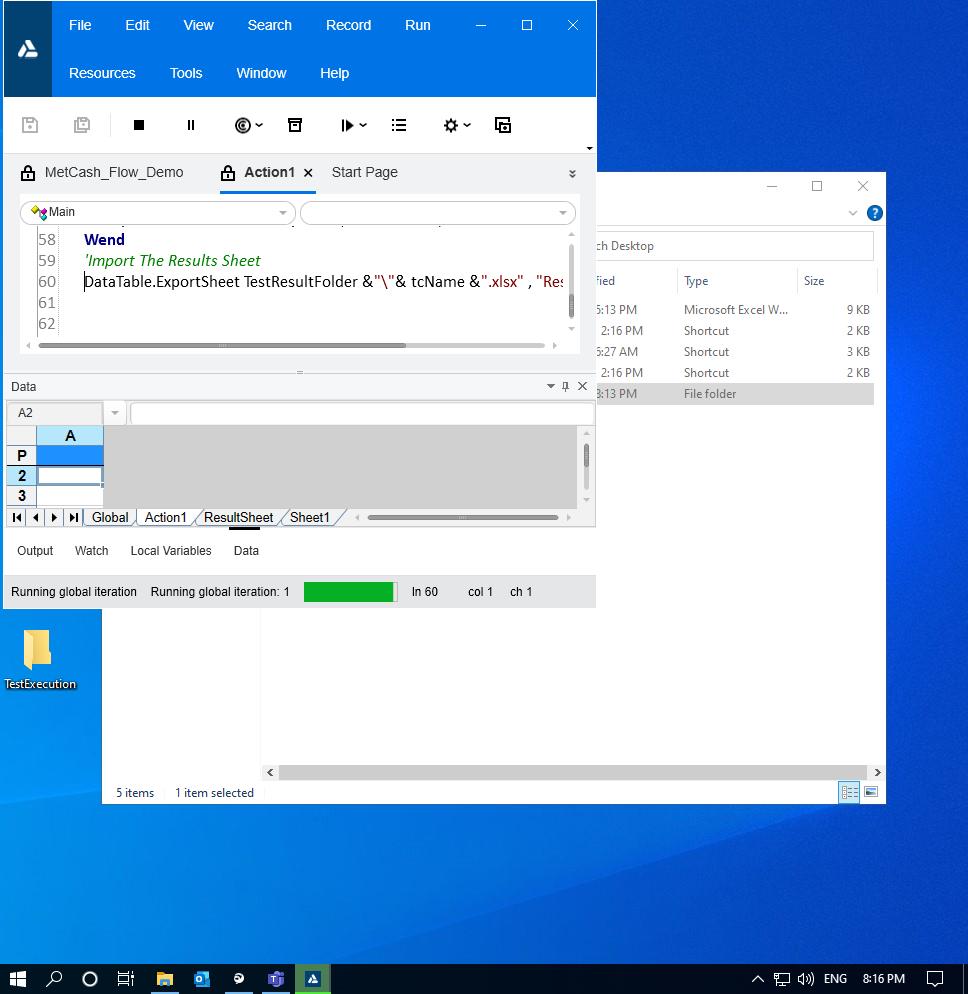 File Edit View Search Record Run
Resources Tools Window Help
MetCash_Flow_Demo Action1 Start Page
Main
58 Wend
59 'Import The Results Sheet
60 DataTable.ExportSheet TestResultFolder &"\"& tcName &".xlsx" , "Res
61
62
Data
A2
A
P
2
3
Global Action1 ResultSheet Sheet1
Output Watch Local Variables Data
Running global iteration Running global iteration: 1 ln 60 col 1 ch 1
?
ch Desktop
Type Size
:13 PM Microsoft Excel W... 9 KB
2:16 PM Shortcut 2 KB
:27 AM Shortcut 3 KB
2:16 PM Shortcut 2 KB
:13 PM File folder
TestExecution
5 items 1 item selected
ENG 8:16 PM